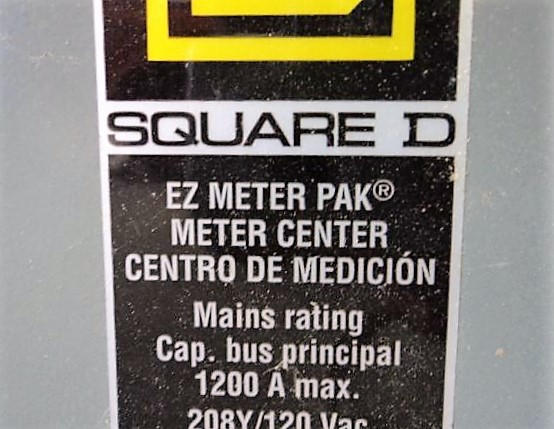 SQUARE D
EZ METER PAK®
METER CENTER
CENTRO DE MEDICIÓN
Mains rating
Cap. bus principal
1200 A max.
208Y/120 Vac